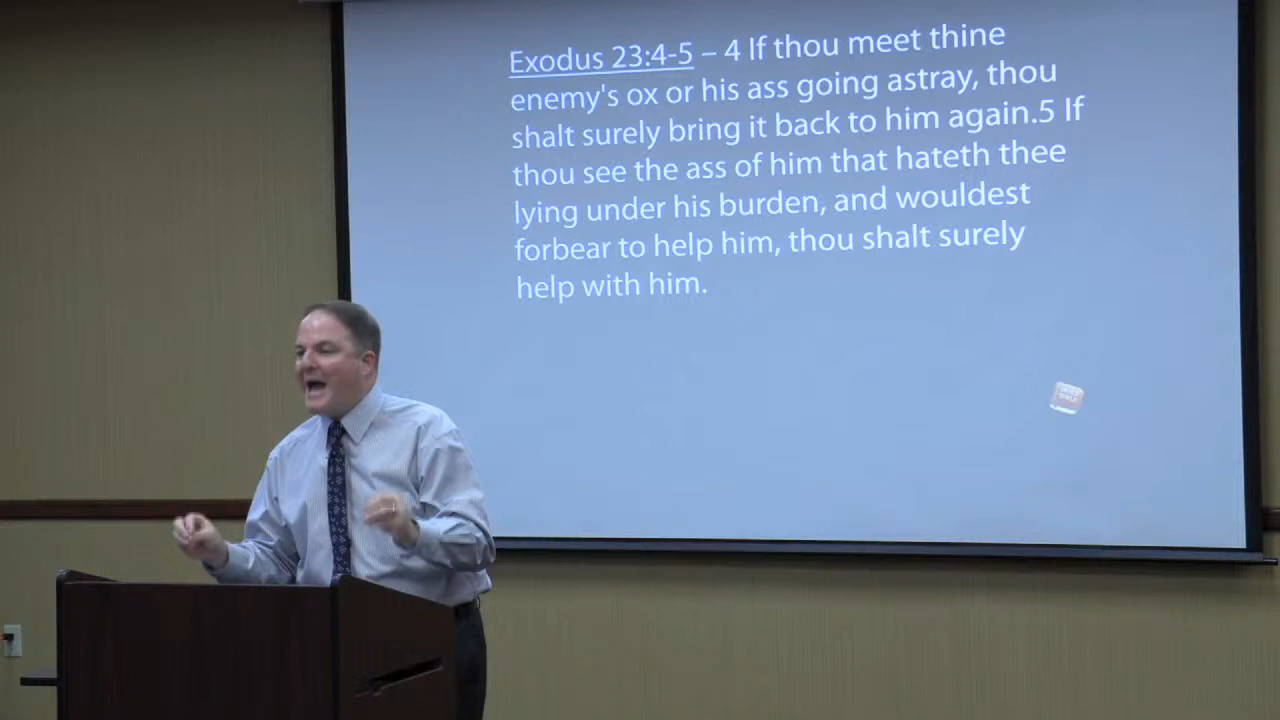 Exodus 23:4-5 – 4 If thou meet thine
enemy's ox or his ass going astray, thou
shalt surely bring it back to him again.5 If
thou see the ass of him that hateth thee
lying under his burden, and wouldest
forbear to help him, thou shalt surely
help with him.